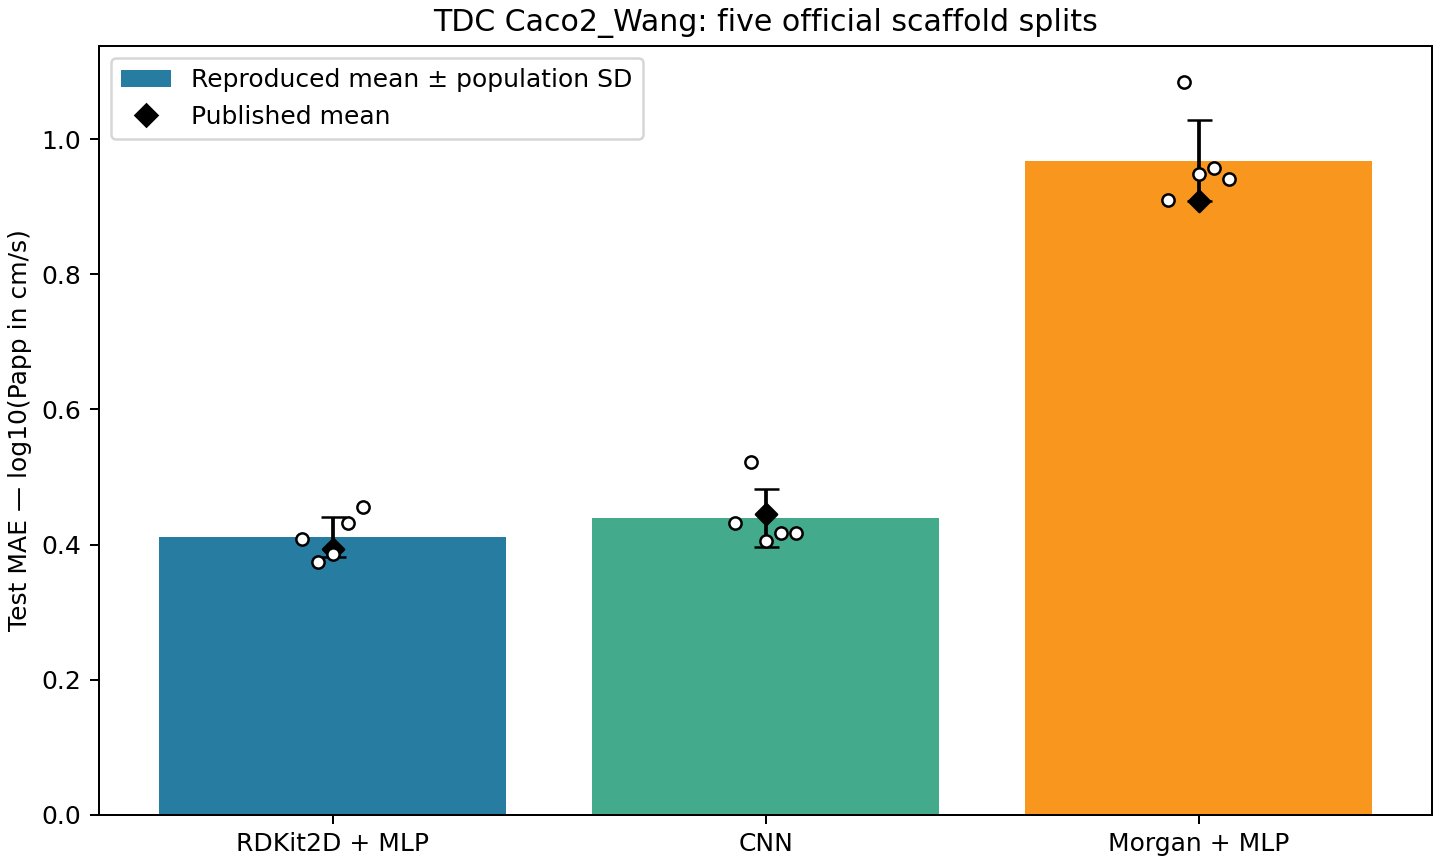 TDC Caco2_Wang: five official scaffold splits
Reproduced mean ± population SD
Published mean
Test MAE — log10(Papp in cm/s)
1.0
0.8
0.6
0.4
0.2
0.0
RDKit2D + MLP
CNN
Morgan + MLP